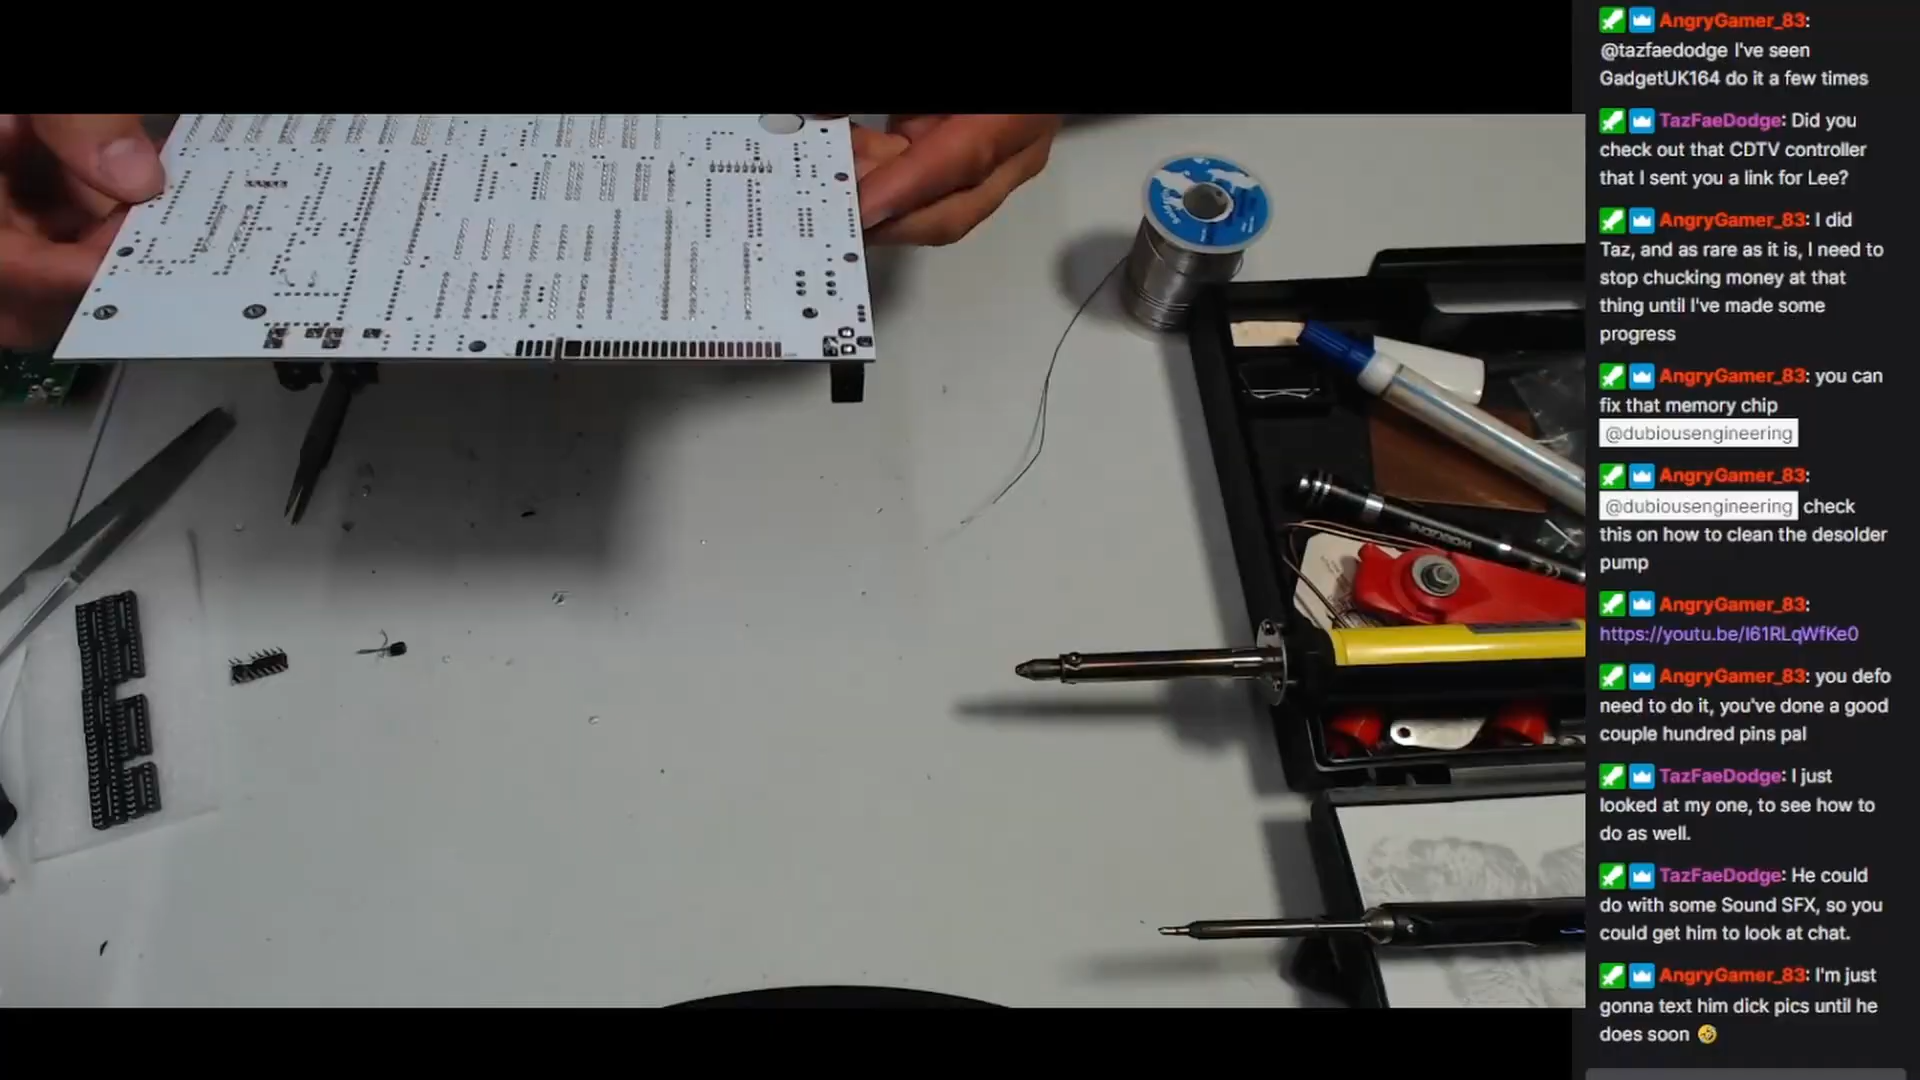 AngryGamer_83:
@tazfaedodge I've seen
GadgetUK164 do it a few times
TazFaeDodge: Did you
check out that CDTV controller
that I sent you a link for Lee?
AngryGamer_83: I did
Taz, and as rare as it is, I need to
stop chucking money at that
thing until I've made some
progress
AngryGamer_83: you can
fix that memory chip
@dubiousengineering
AngryGamer_83:
@dubiousengineering check
this on how to clean the desolder
pump
AngryGamer_83:
https://youtu.be/l61RLqWfKe0
AngryGamer_83: you defo
need to do it, you've done a good
couple hundred pins pal
TazFaeDodge: I just
looked at my one, to see how to
do as well.
TazFaeDodge: He could
do with some Sound SFX, so you
could get him to look at chat.
AngryGamer_83: I'm just
gonna text him dick pics until he
does soon 🤣